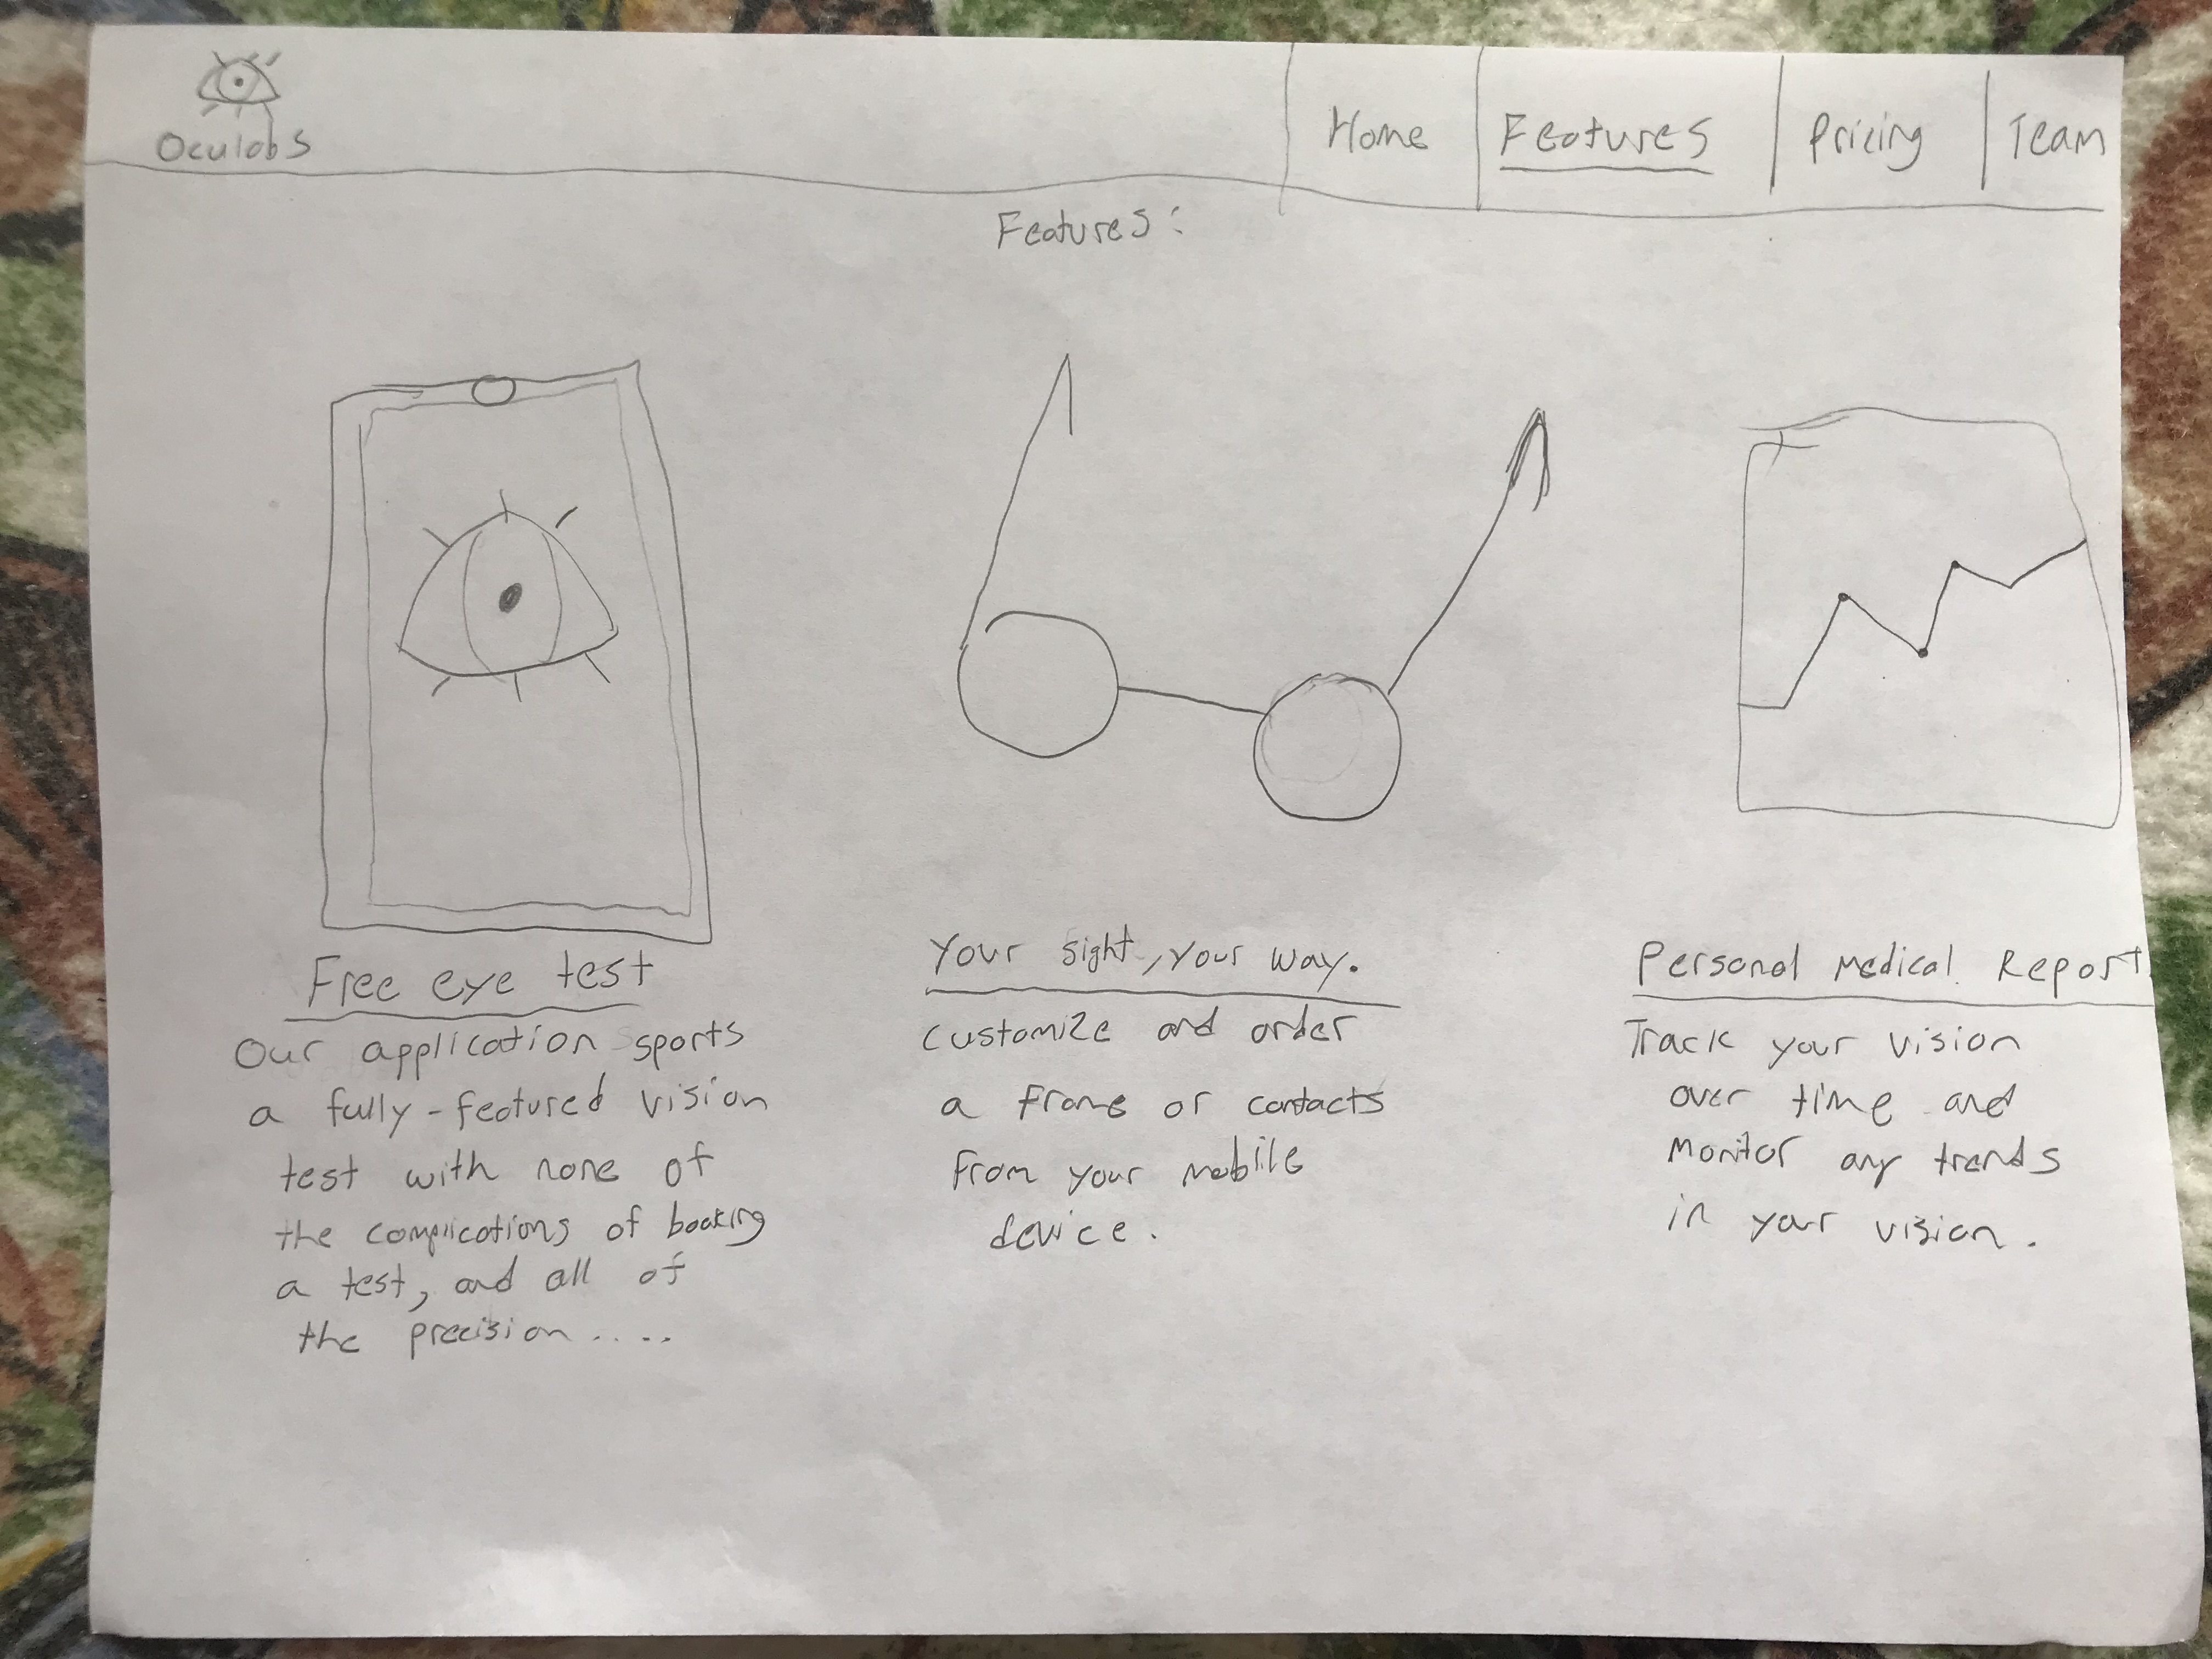 Oculabs
Home
Features
Pricing
Team
Features:
Free eye test
Our application sports
a fully-featured vision
test with none of
the complications of booking
a test, and all of
the precision.....
Your sight, Your way.
Customize and order
a frame or contacts
from your mobile
device.
Personal Medical Report
Track your vision
over time and
monitor any trends
in your vision.